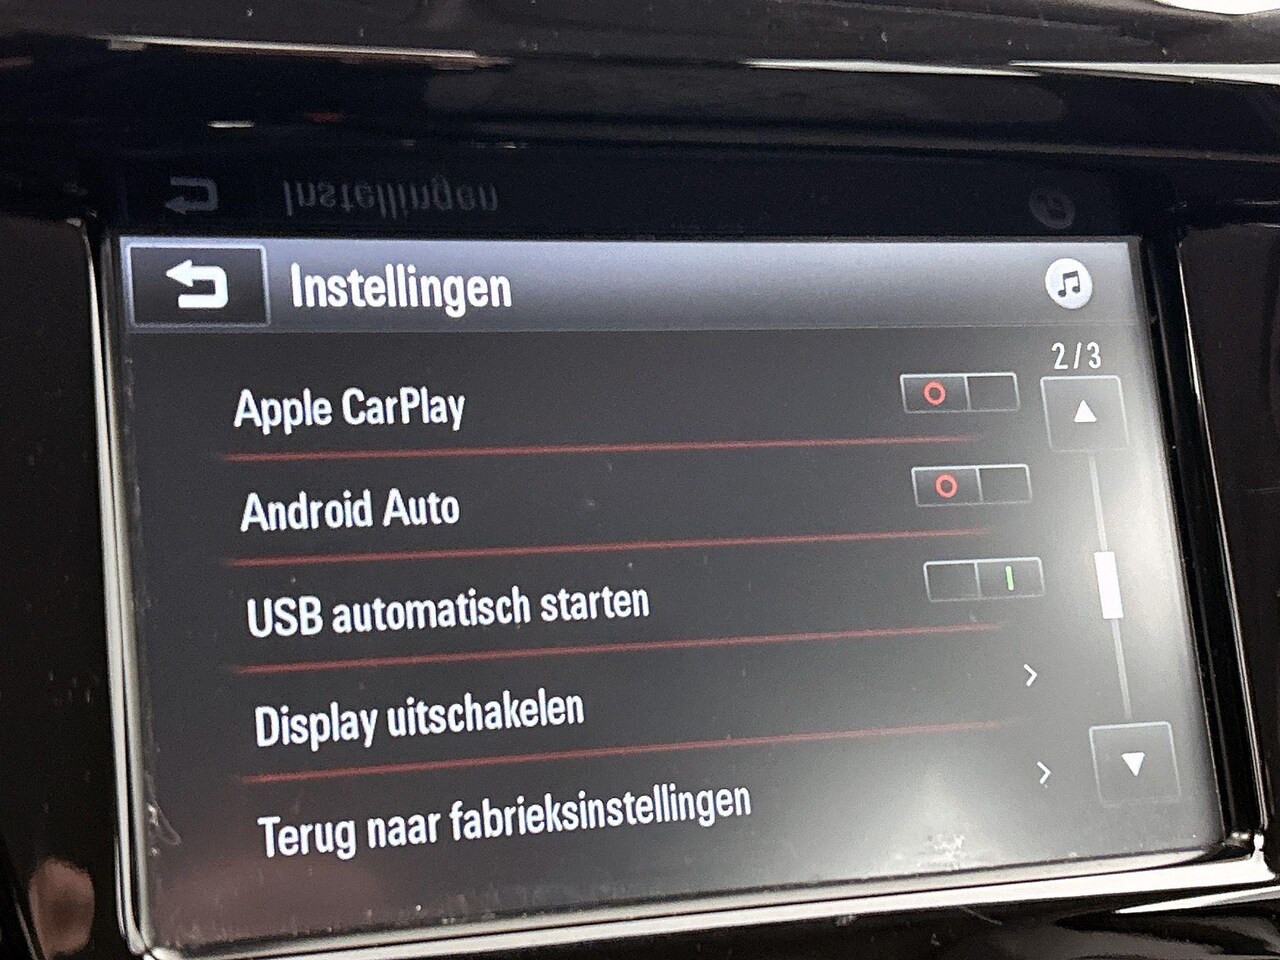 Instellingen
2/3
Apple CarPlay
Android Auto
USB automatisch starten
Display uitschakelen
Terug naar fabrieksinstellingen